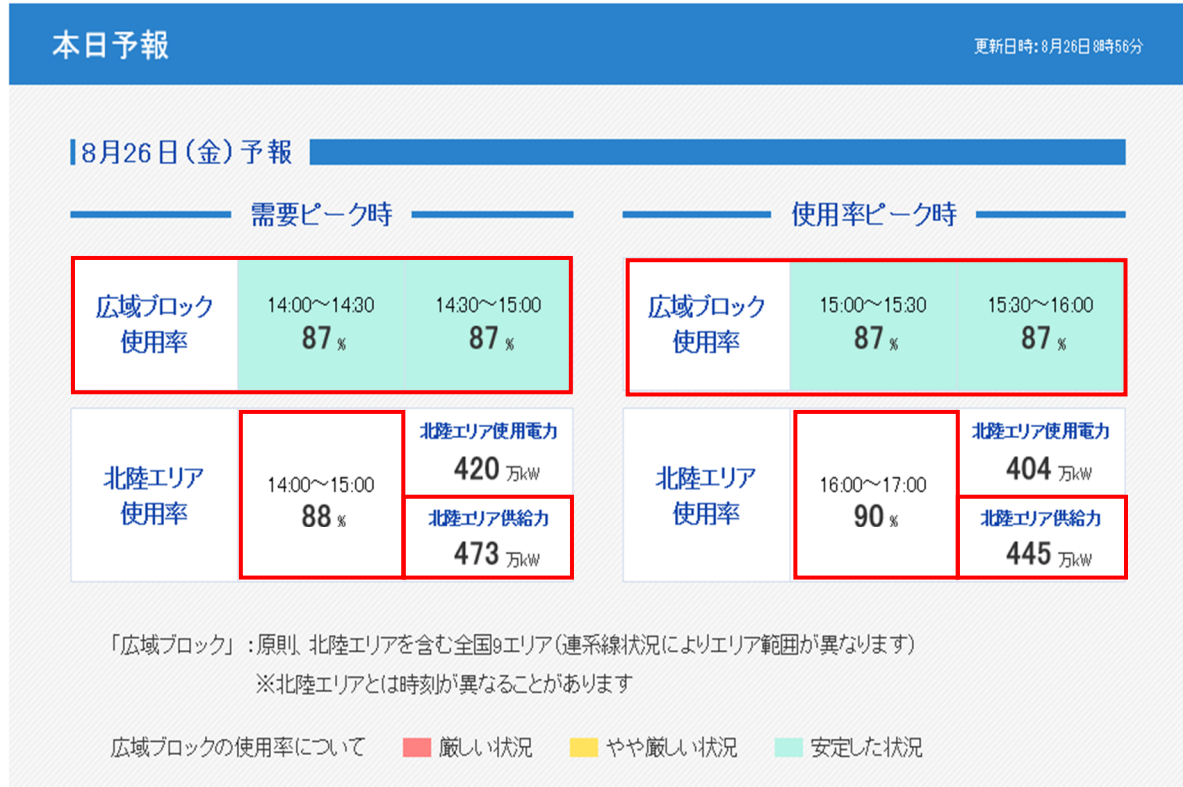 本日予報
更新日時:8月26日8時56分
8月26日(金)予報
需要ピーク時
広域ブロック
使用率
14:00~14:30
87 %
14:30~15:00
87 %
北陸エリア
使用率
14:00~15:00
88 %
北陸エリア使用電力
420 万kW
北陸エリア供給力
473 万kW
使用率ピーク時
広域ブロック
使用率
15:00~15:30
87 %
15:30~16:00
87 %
北陸エリア
使用率
16:00~17:00
90 %
北陸エリア使用電力
404 万kW
北陸エリア供給力
445 万kW
「広域ブロック」:原則、北陸エリアを含む全国9エリア(連系線状況によりエリア範囲が異なります)
※北陸エリアとは時刻が異なることがあります
広域ブロックの使用率について 厳しい状況 やや厳しい状況 安定した状況